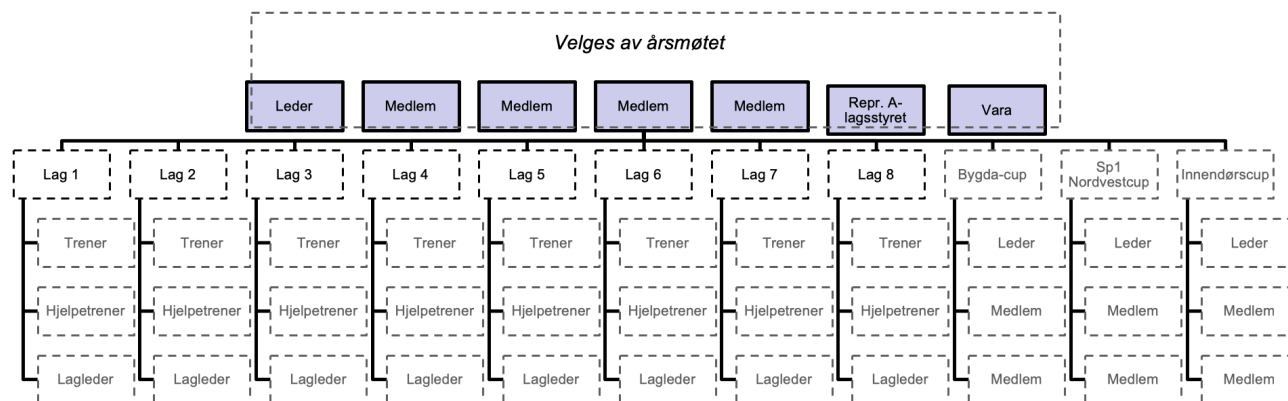 Velges av årsmøtet
Leder
Medlem
Medlem
Medlem
Medlem
Repr. A-
lagsstyret
Vara
Lag 1
Lag 2
Lag 3
Lag 4
Lag 5
Lag 6
Lag 7
Lag 8
Bygda-cup
Sp1
Nordvestcup
Innendørscup
Trener
Trener
Trener
Trener
Trener
Trener
Trener
Trener
Leder
Leder
Leder
Hjelpetrener
Hjelpetrener
Hjelpetrener
Hjelpetrener
Hjelpetrener
Hjelpetrener
Hjelpetrener
Hjelpetrener
Medlem
Medlem
Medlem
Lagleder
Lagleder
Lagleder
Lagleder
Lagleder
Lagleder
Lagleder
Lagleder
Medlem
Medlem
Medlem